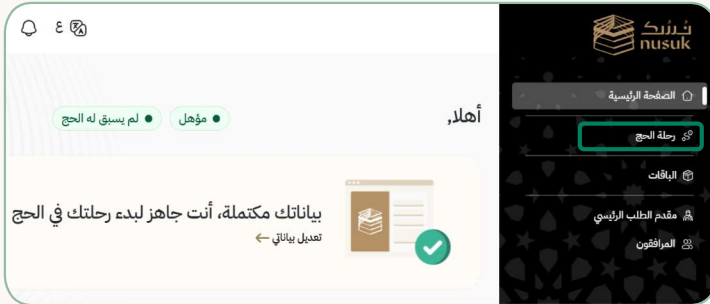 نُسُك
nusuk
الصفحة الرئيسية
رحلة الحج
الباقات
مقدم الطلب الرئيسي
المرافقون
ع
أهلا,
مؤهل
لم يسبق له الحج
بياناتك مكتملة، أنت جاهز لبدء رحلتك في الحج
تعديل بياناتي